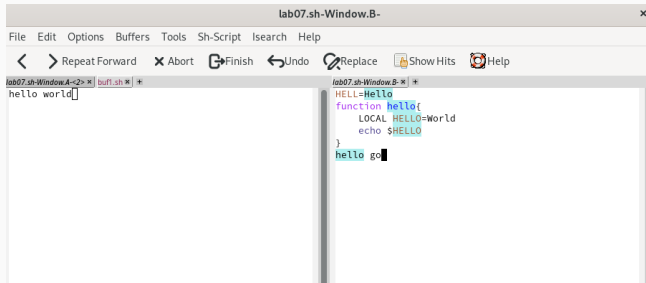 lab07.sh-Window.B-
File Edit Options Buffers Tools Sh-Script Isearch Help
Repeat Forward Abort Finish Undo Replace Show Hits Help
lab07.sh-Window.A-<2> buf1.sh
hello world
lab07.sh-Window.B-
HELL=Hello
function hello{
    LOCAL HELLO=World
    echo $HELLO
}
hello go